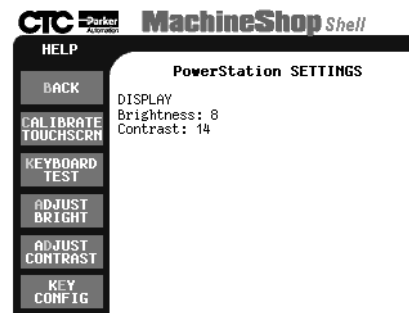 CTC Parker Automation MachineShop Shell
HELP
PowerStation SETTINGS
BACK
DISPLAY
Brightness: 8
Contrast: 14
CALIBRATE
TOUCHSCRN
KEYBOARD
TEST
ADJUST
BRIGHT
ADJUST
CONTRAST
KEY
CONFIG